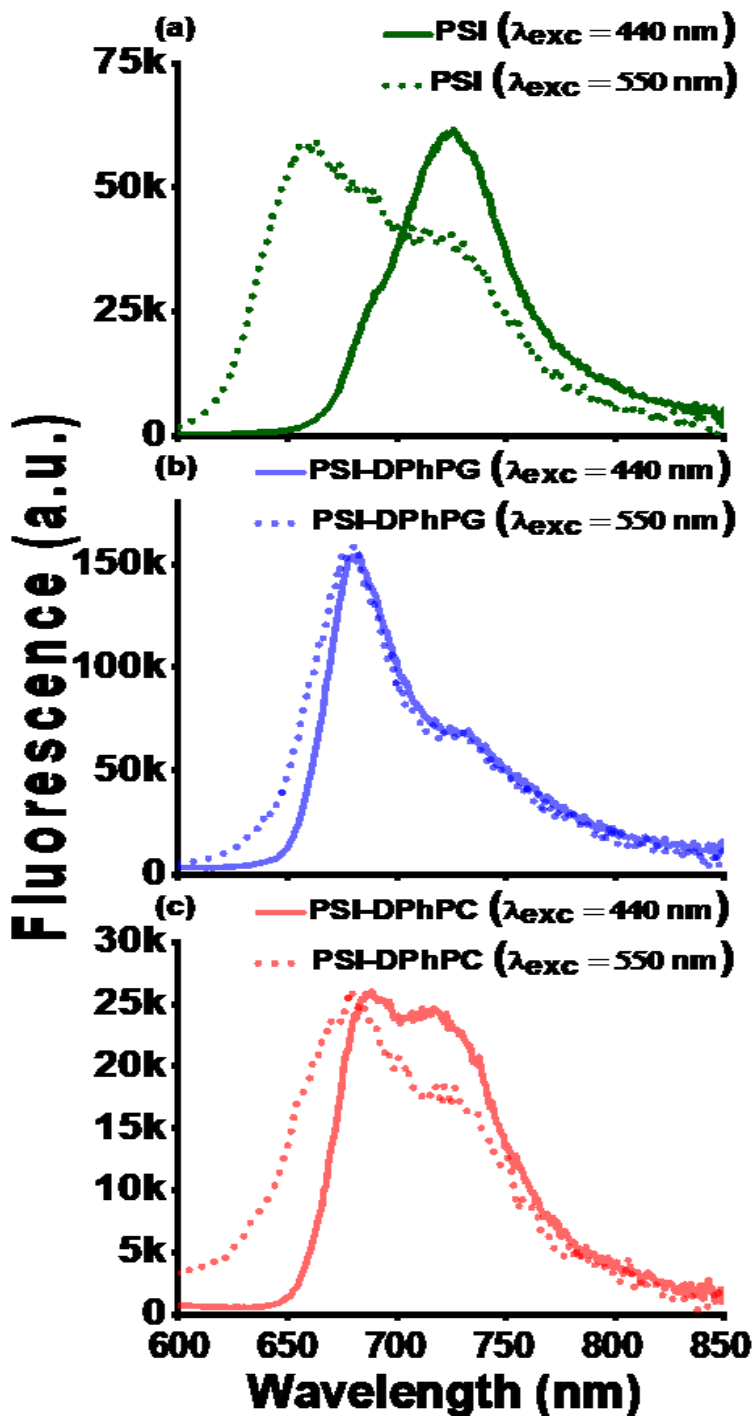 (a)
PSI (λexc = 440 nm)
PSI (λexc = 550 nm)
75k
50k
25k
0
(b)
PSI-DPhPG (λexc = 440 nm)
PSI-DPhPG (λexc = 550 nm)
150k
100k
50k
0
(c)
PSI-DPhPC (λexc = 440 nm)
PSI-DPhPC (λexc = 550 nm)
30k
25k
20k
15k
10k
5k
0
600 650 700 750 800 850
Wavelength (nm)
Fluorescence (a.u.)